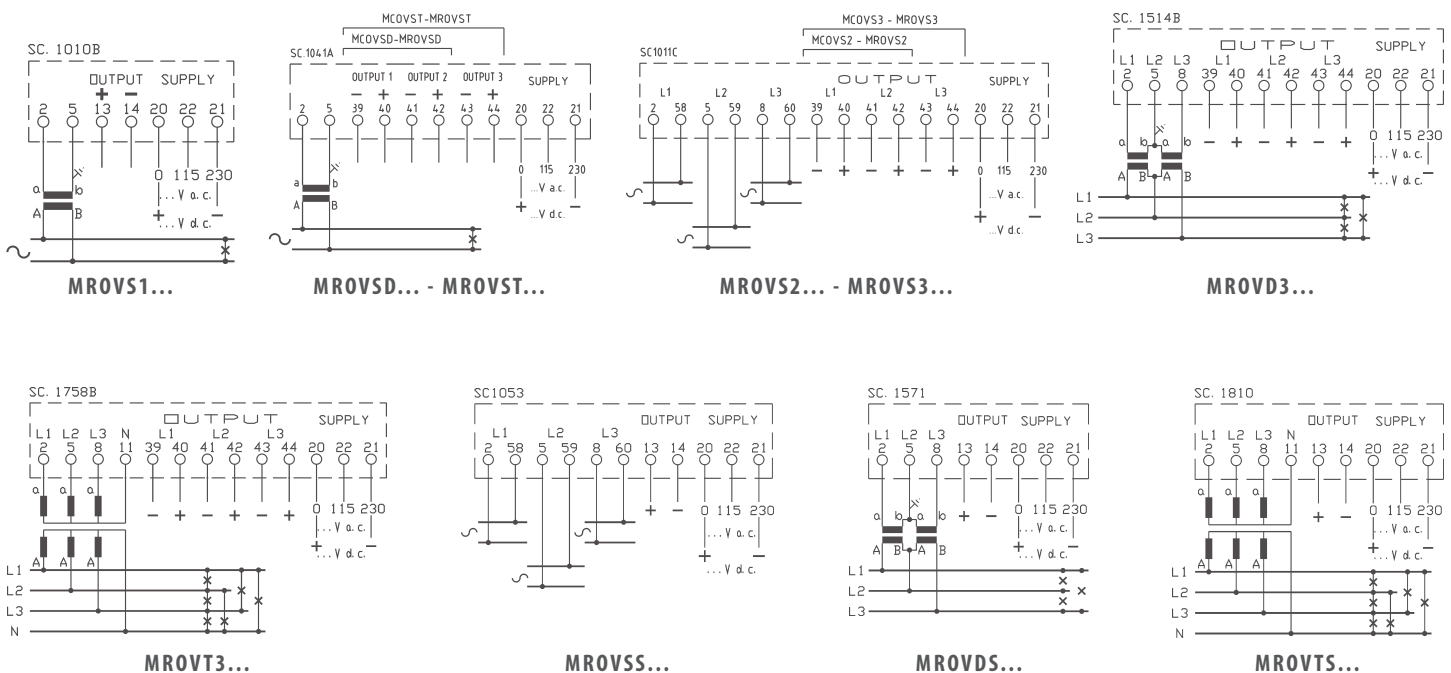 SC. 1010B
OUTPUT SUPPLY
+ −
2 5 13 14 20 22 21
0 115 230
a b
...V a.c.
A B
+ −
...V d.c.
MROVS1...
MCOVST-MROVST
MCOVSD-MROVSD
SC.1041A
OUTPUT 1 OUTPUT 2 OUTPUT 3 SUPPLY
− + − + − +
2 5 39 40 41 42 43 44 20 22 21
0 115 230
a b
...V a.c.
A B
+ −
...V d.c.
MROVSD... - MROVST...
MCOVS3 - MROVS3
MCOVS2 - MROVS2
SC1011C
OUTPUT SUPPLY
L1 L2 L3 L1 L2 L3
2 58 5 59 8 60 39 40 41 42 43 44 20 22 21
− + − + − +
0 115 230
...V a.c.
+ −
...V d.c.
MROVS2... - MROVS3...
SC. 1514B
OUTPUT SUPPLY
L1 L2 L3 L1 L2 L3
2 5 8 39 40 41 42 43 44 20 22 21
a b a b
− + − + − +
0 115 230
...V a.c.
A B A B
+ −
...V d.c.
L1
L2
L3
MROVD3...
SC. 1758B
OUTPUT SUPPLY
L1 L2 L3 N L1 L2 L3
2 5 8 11 39 40 41 42 43 44 20 22 21
a a a
− + − + − +
0 115 230
...V a.c.
+ −
...V d.c.
A A A
L1
L2
L3
N
MROVT3...
SC1053
OUTPUT SUPPLY
L1 L2 L3
2 58 5 59 8 60 13 14 20 22 21
+ −
0 115 230
...V a.c.
+ −
...V d.c.
MROVSS...
SC. 1571
OUTPUT SUPPLY
L1 L2 L3
2 5 8 13 14 20 22 21
a b a b
+ −
0 115 230
...V a.c.
A B A B
+ −
...V d.c.
L1
L2
L3
MROVDS...
SC. 1810
OUTPUT SUPPLY
L1 L2 L3 N
2 5 8 11 13 14 20 22 21
a a a
+ −
0 115 230
...V a.c.
+ −
...V d.c.
A A A
L1
L2
L3
N
MROVTS...